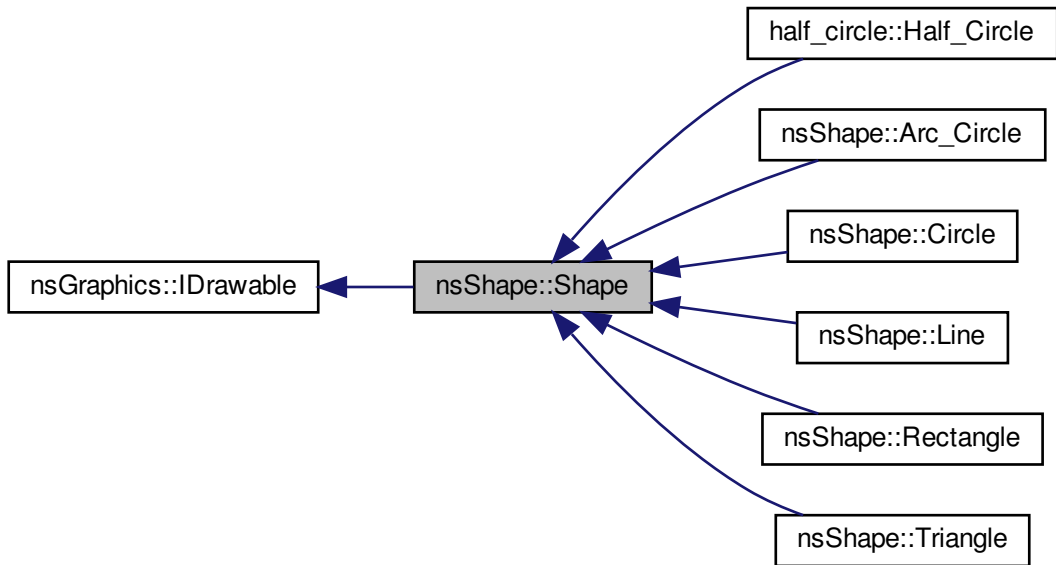 half_circle::Half_Circle
nsShape::Arc_Circle
nsShape::Circle
nsGraphics::IDrawable
nsShape::Shape
nsShape::Line
nsShape::Rectangle
nsShape::Triangle